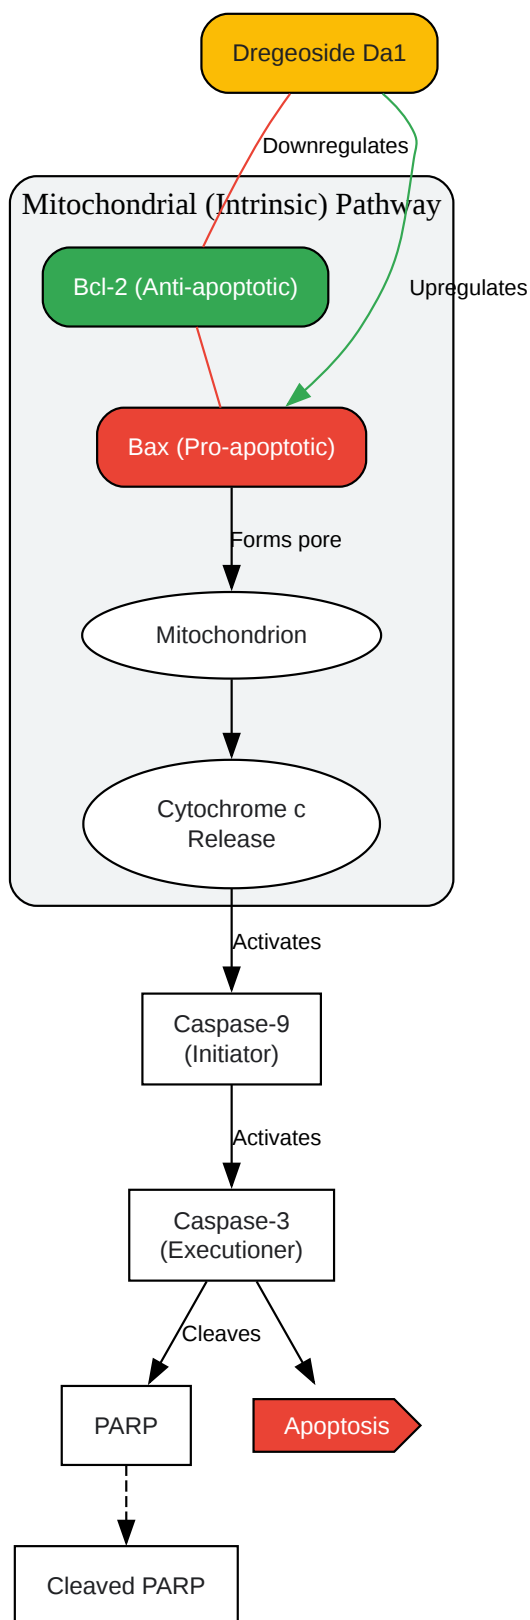 Dregeoside Da1
Downregulates
Mitochondrial (Intrinsic) Pathway
Bcl-2 (Anti-apoptotic)
Upregulates
Bax (Pro-apoptotic)
Forms pore
Mitochondrion
Cytochrome c
Release
Activates
Caspase-9
(Initiator)
Activates
Caspase-3
(Executioner)
Cleaves
PARP
Apoptosis
Cleaved PARP